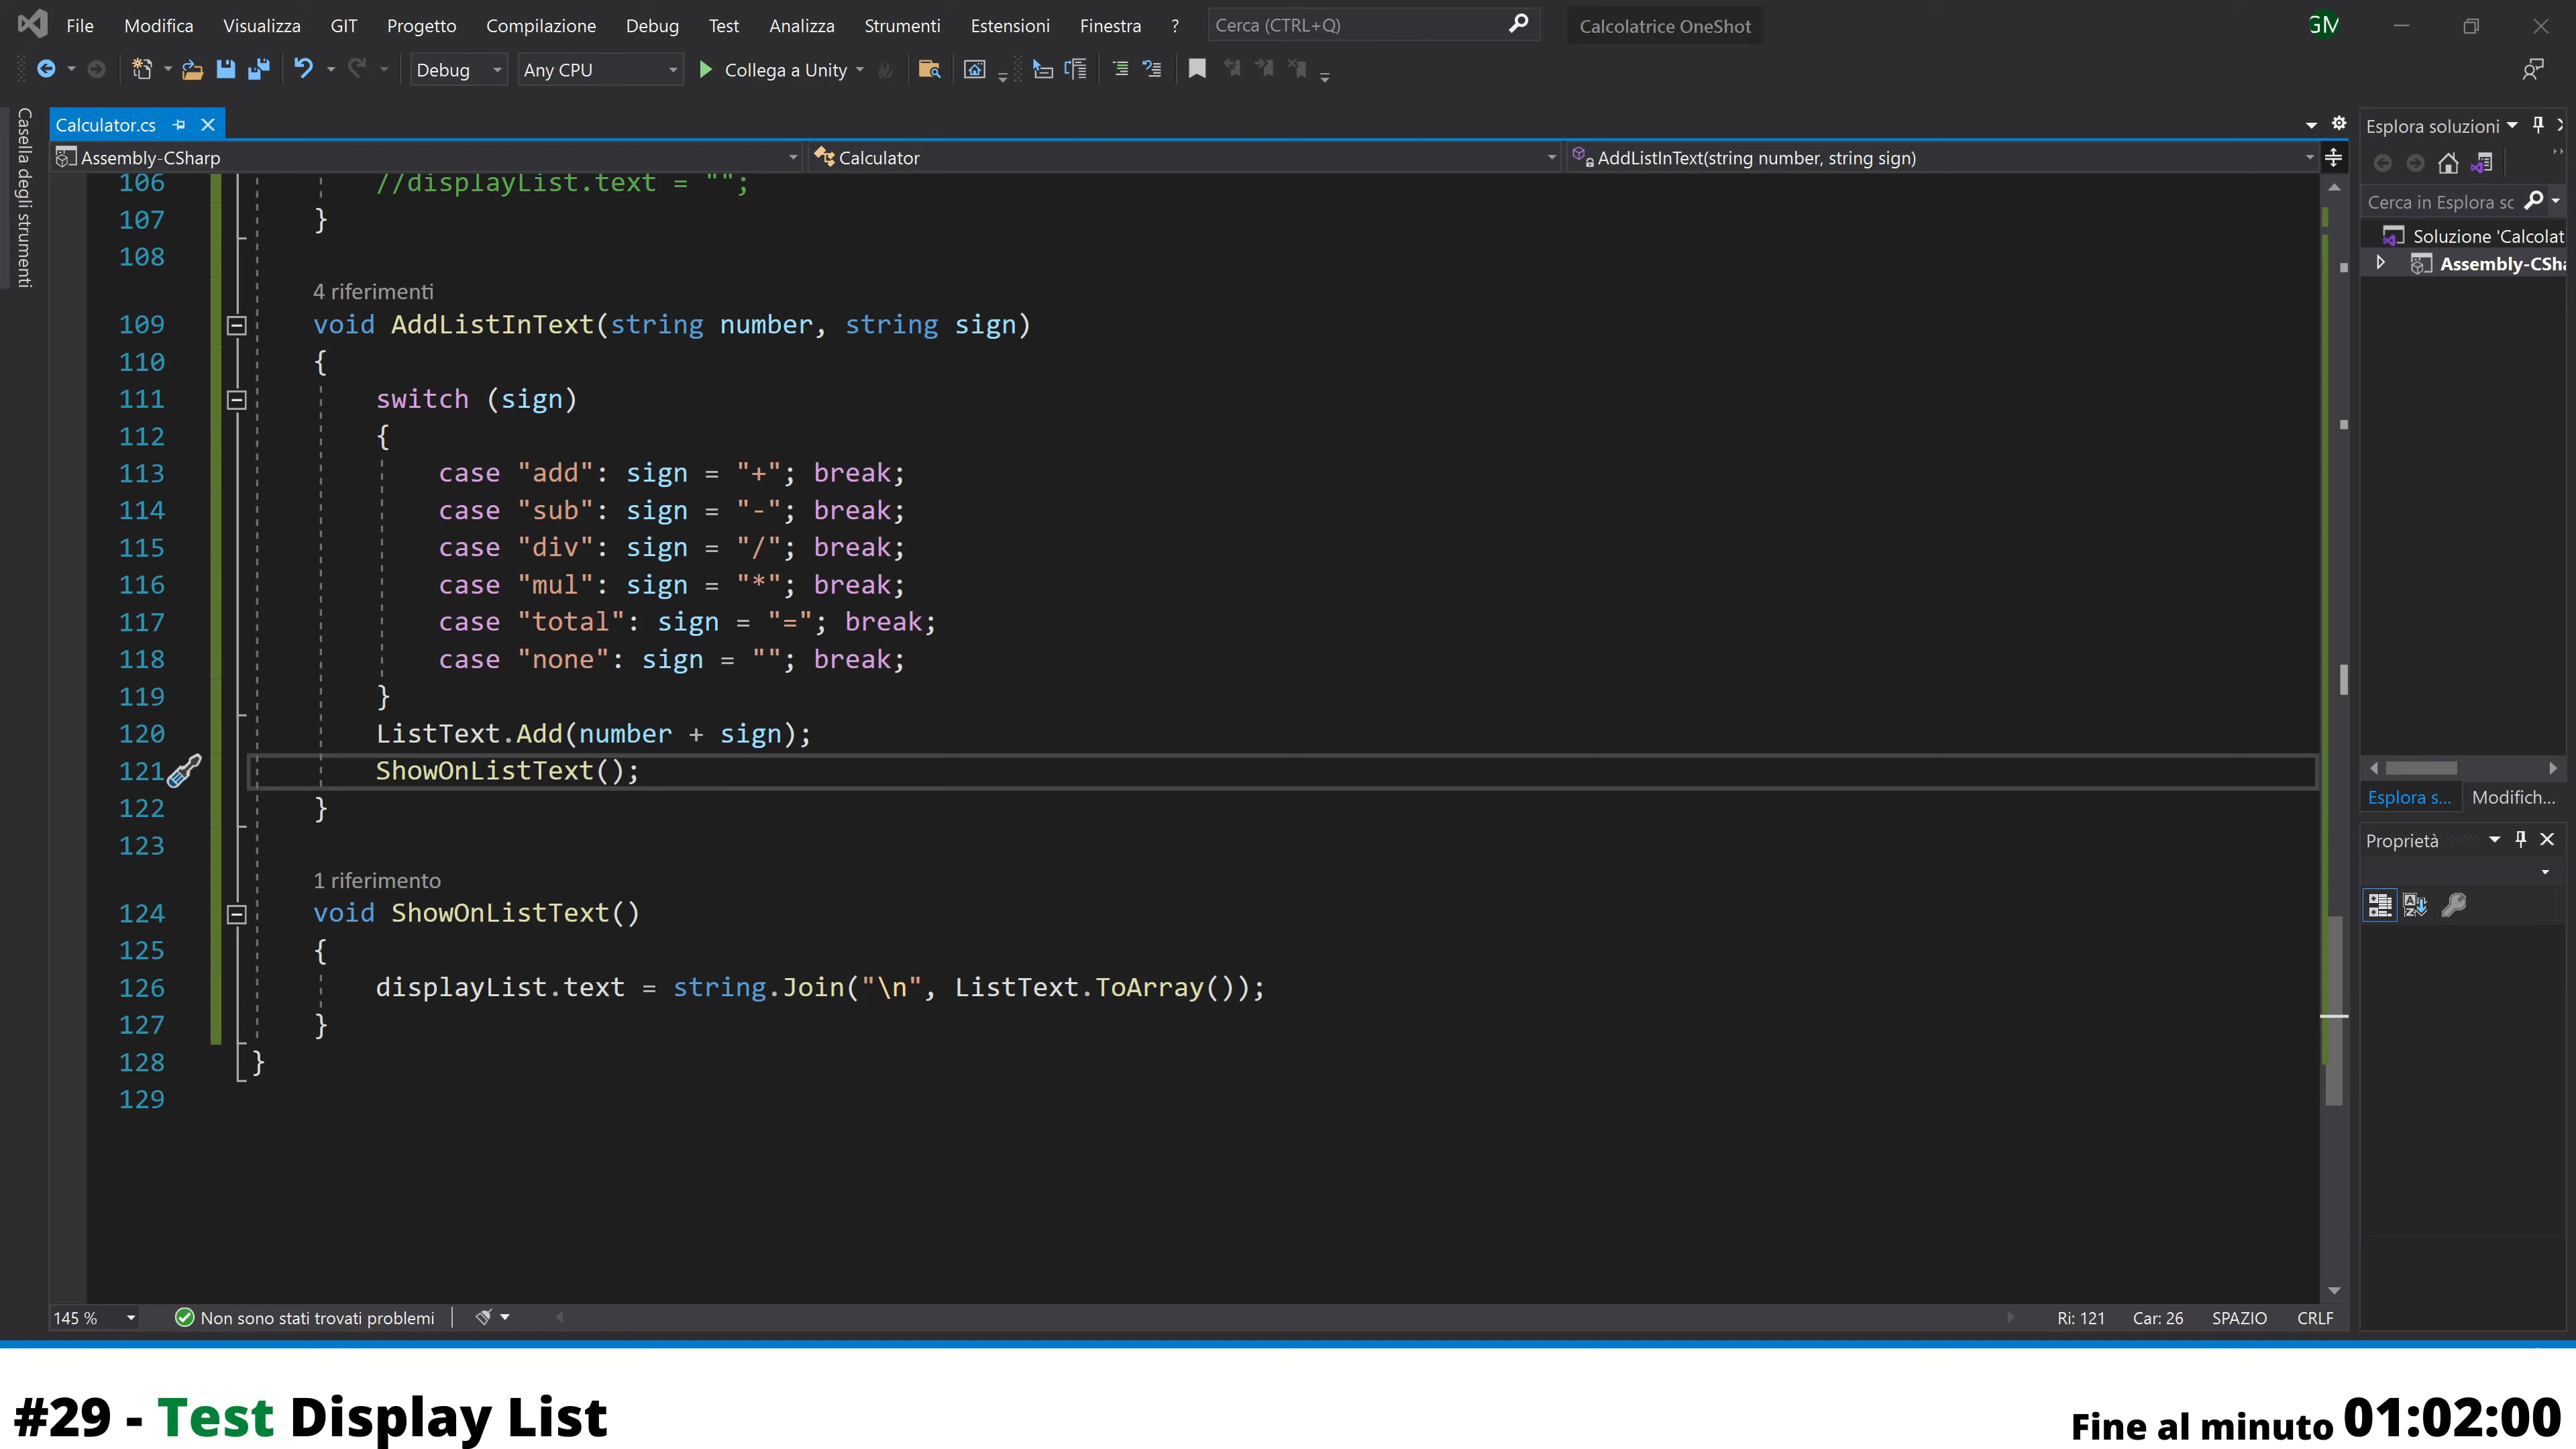 File Modifica Visualizza GIT Progetto Compilazione Debug Test Analizza Strumenti Estensioni Finestra ? Cerca (CTRL+Q) Calcolatrice OneShot GM
Debug Any CPU Collega a Unity
Casella degli strumenti
Calculator.cs
Assembly-CSharp Calculator AddListInText(string number, string sign)
106 //displayList.text = "";
107 }
108
4 riferimenti
109 void AddListInText(string number, string sign)
110 {
111 switch (sign)
112 {
113 case "add": sign = "+"; break;
114 case "sub": sign = "-"; break;
115 case "div": sign = "/"; break;
116 case "mul": sign = "*"; break;
117 case "total": sign = "="; break;
118 case "none": sign = ""; break;
119 }
120 ListText.Add(number + sign);
121 ShowOnListText();
122 }
123
1 riferimento
124 void ShowOnListText()
125 {
126 displayList.text = string.Join("\n", ListText.ToArray());
127 }
128 }
129
Esplora soluzioni
Cerca in Esplora sc
Soluzione 'Calcolat
Assembly-CSha
Esplora s... Modifich...
Proprietà
145 % Non sono stati trovati problemi Ri: 121 Car: 26 SPAZIO CRLF
#29 - Test Display List Fine al minuto 01:02:00